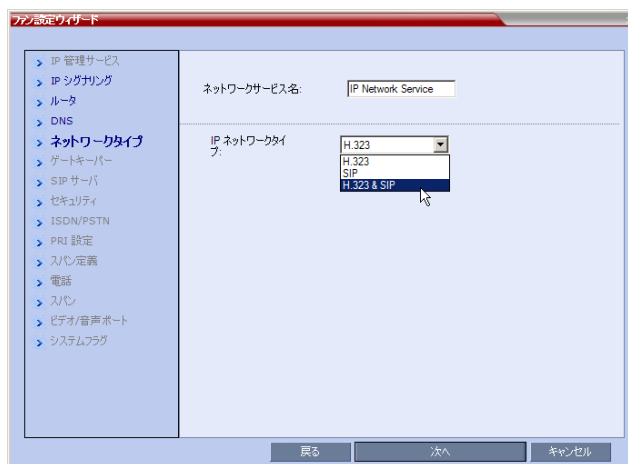 ファン設定ウィザード
IP 管理サービス
IP シグナリング
ルータ
DNS
ネットワークタイプ
ゲートキーパー
SIP サーバ
セキュリティ
ISDN/PSTN
PRI 設定
スパン定義
電話
スパン
ビデオ/音声ポート
システムフラグ
ネットワークサービス名:
IP Network Service
IP ネットワークタイ
プ:
H.323
H.323
SIP
H.323 & SIP
戻る
次へ
キャンセル